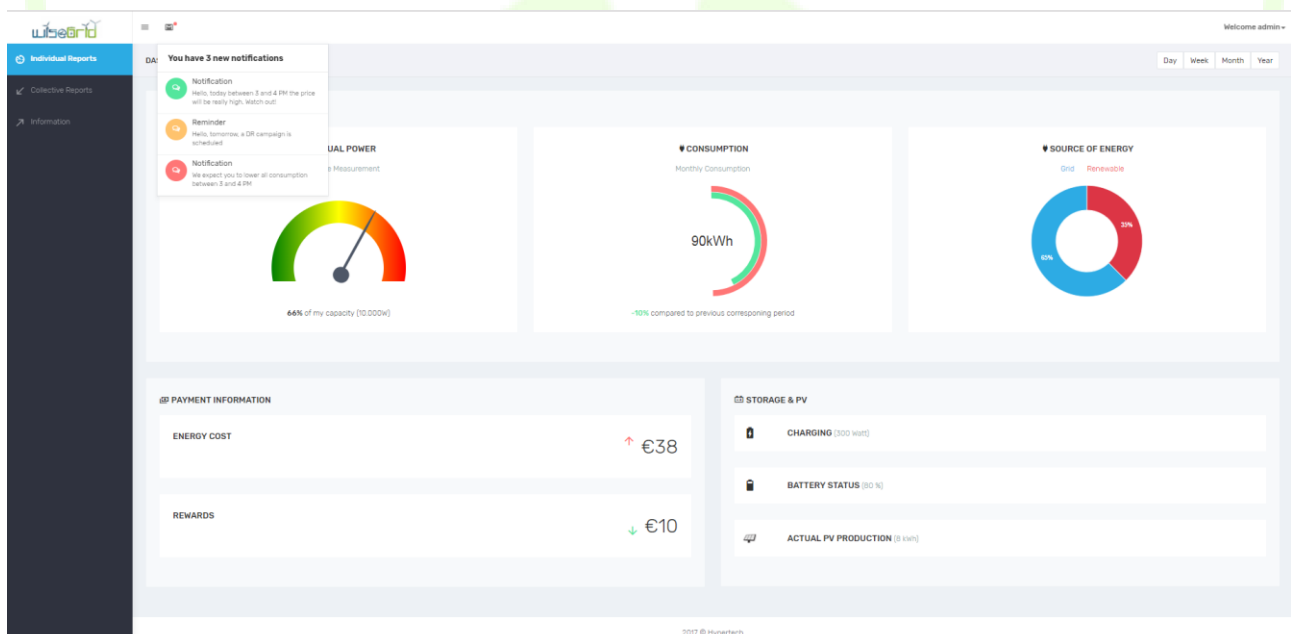 wiseGrid
Welcome admin
Individual Reports
Collective Reports
Information
DA
Day Week Month Year
You have 3 new notifications
Notification
Hello, today between 3 and 4 PM the price
will be really high. Watch out!
Reminder
Hello, tomorrow, a DR campaign is
scheduled
Notification
We expect you to lower all consumption
between 3 and 4 PM
UAL POWER
Measurement
66% of my capacity (10.000W)
CONSUMPTION
Monthly Consumption
90kWh
-10% compared to previous corresponing period
SOURCE OF ENERGY
Grid Renewable
33%
PAYMENT INFORMATION
ENERGY COST
€38
REWARDS
€10
STORAGE & PV
CHARGING (300 Watt)
BATTERY STATUS (80 %)
ACTUAL PV PRODUCTION (8 kWh)
2017 © Hypertech